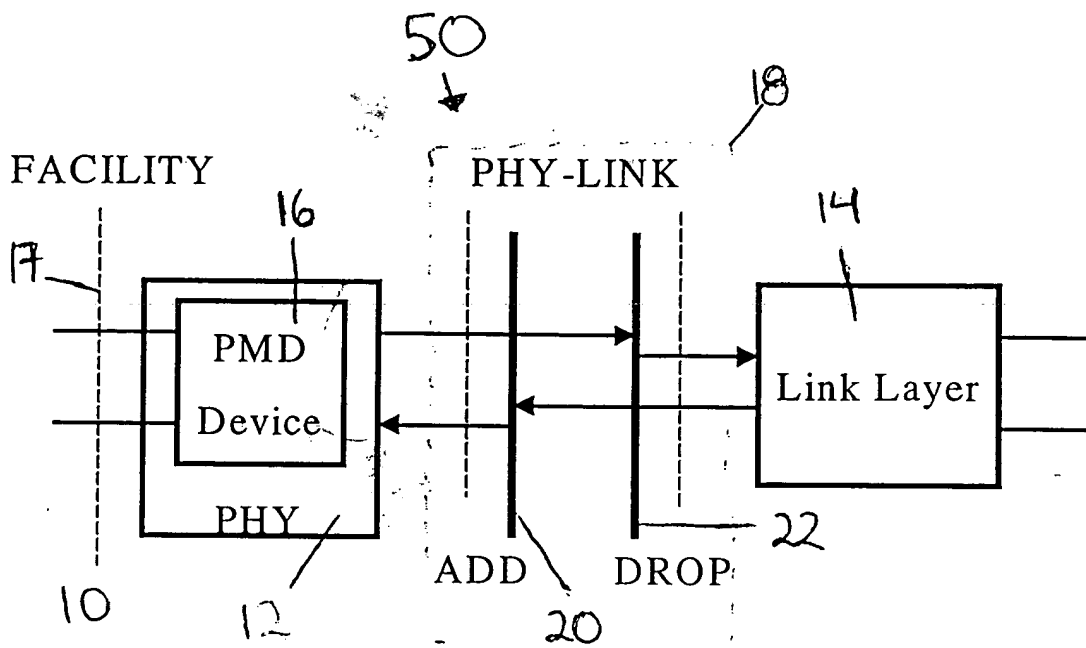 50
18
FACILITY
PHY-LINK
16
14
17
PMD
Device
Link Layer
PHY
22
ADD
DROP
10
12
20